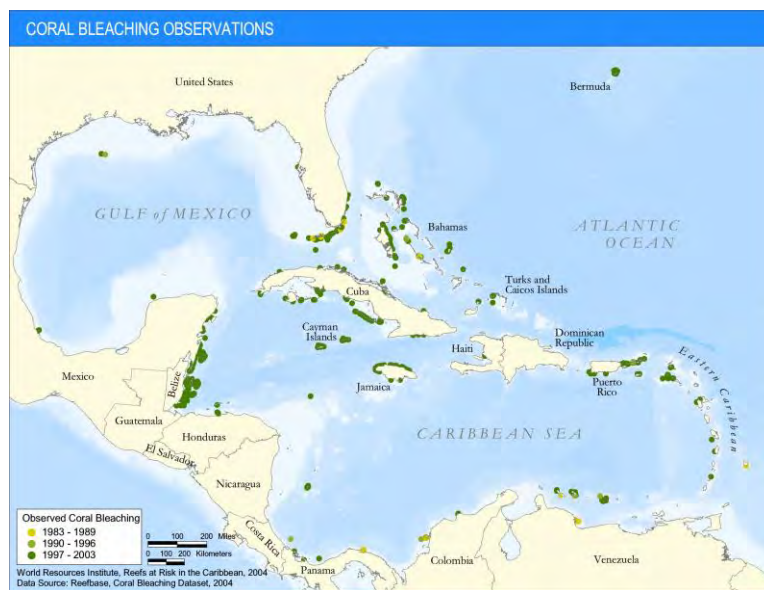 CORAL BLEACHING OBSERVATIONS
United States
Bermuda
GULF of MEXICO
Bahamas
ATLANTIC
OCEAN
Cuba
Turks and
Caicos Islands
Cayman
Islands
Haiti
Dominican
Republic
Eastern Caribbean
Mexico
Belize
Jamaica
Puerto
Rico
Guatemala
Honduras
CARIBBEAN SEA
El Salvador
Nicaragua
Costa Rica
Panama
Colombia
Venezuela
Observed Coral Bleaching
1983 - 1989
1990 - 1996
1997 - 2003
0 100 200 Miles
0 100 200 Kilometers
World Resources Institute, Reefs at Risk in the Caribbean, 2004
Data Source: Reefbase, Coral Bleaching Dataset, 2004